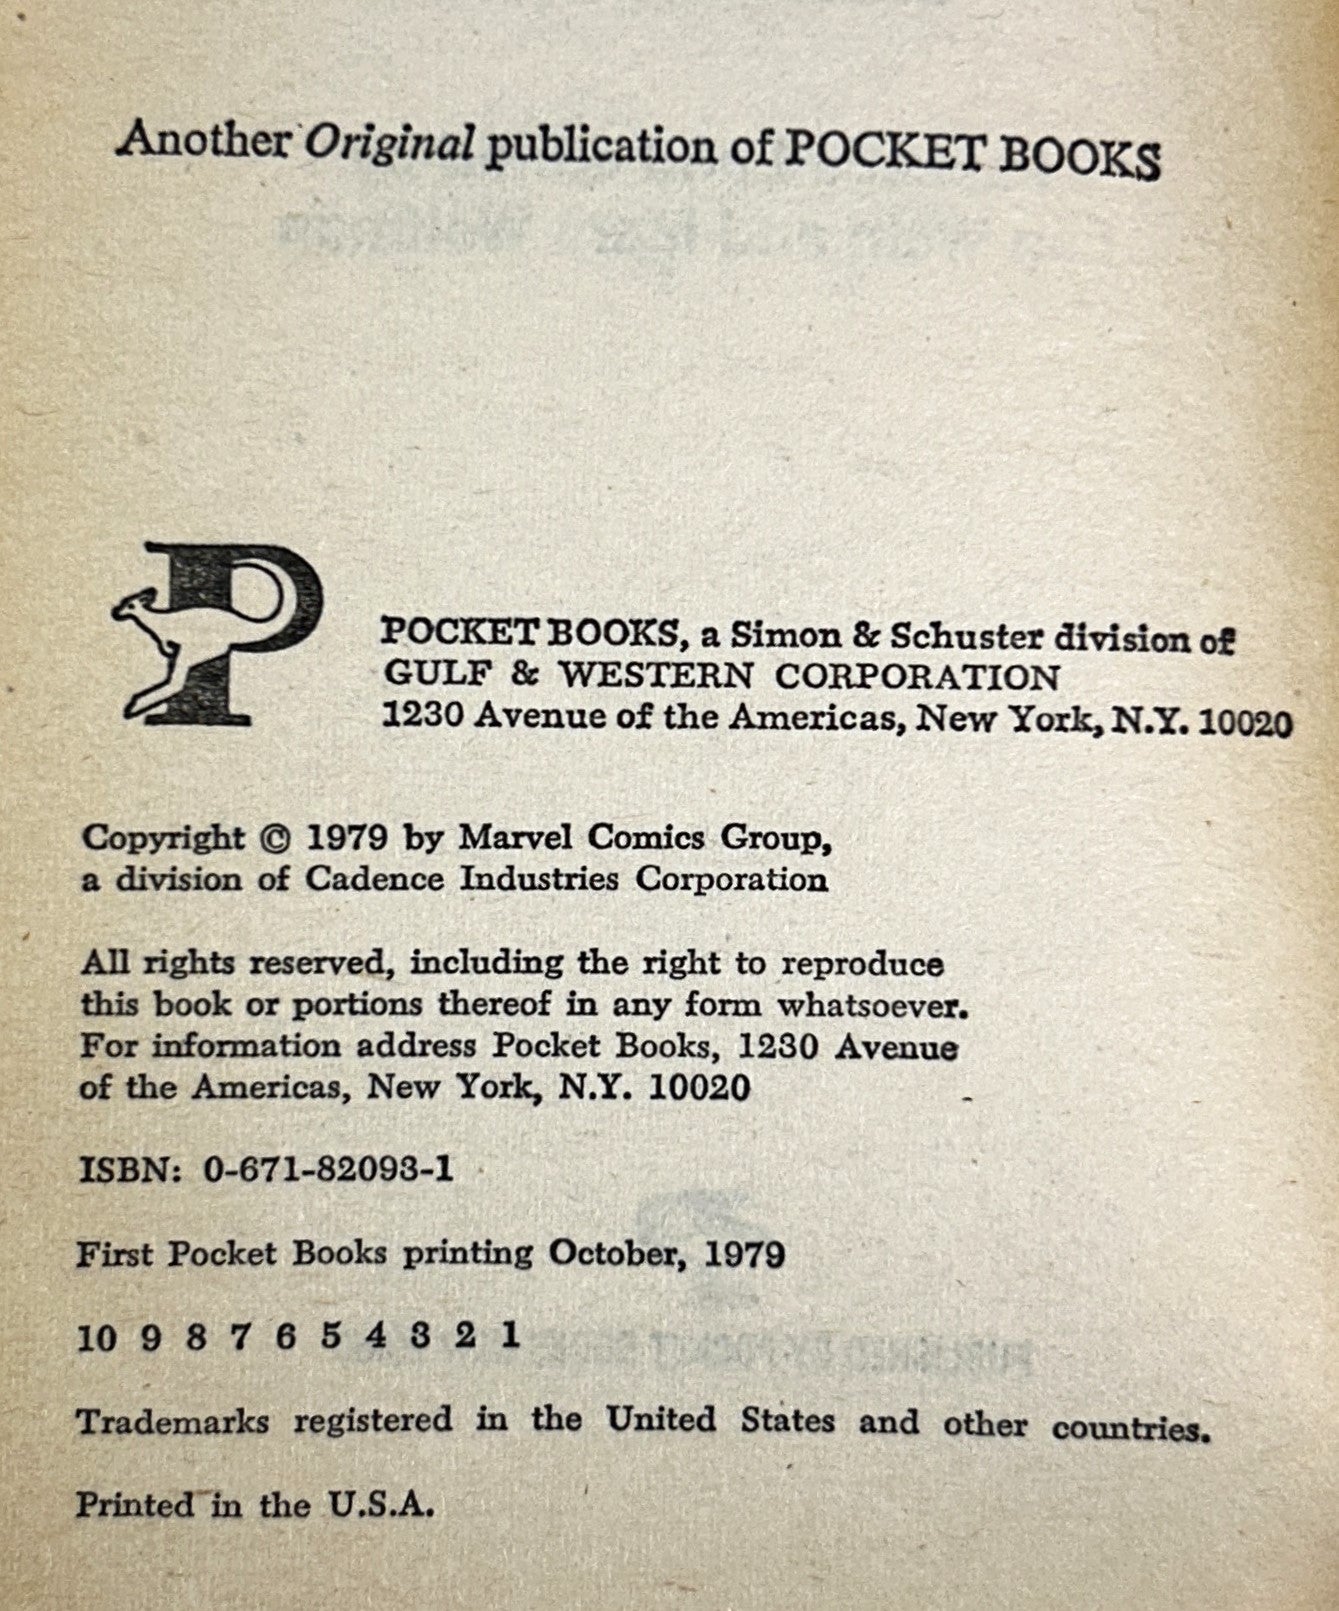 Another Original publication of POCKET BOOKS
P
POCKET BOOKS, a Simon & Schuster division of
GULF & WESTERN CORPORATION
1230 Avenue of the Americas, New York, N.Y. 10020
Copyright © 1979 by Marvel Comics Group,
a division of Cadence Industries Corporation
All rights reserved, including the right to reproduce
this book or portions thereof in any form whatsoever.
For information address Pocket Books, 1230 Avenue
of the Americas, New York, N.Y. 10020
ISBN: 0-671-82093-1
First Pocket Books printing October, 1979
10 9 8 7 6 5 4 3 2 1
Trademarks registered in the United States and other countries.
Printed in the U.S.A.